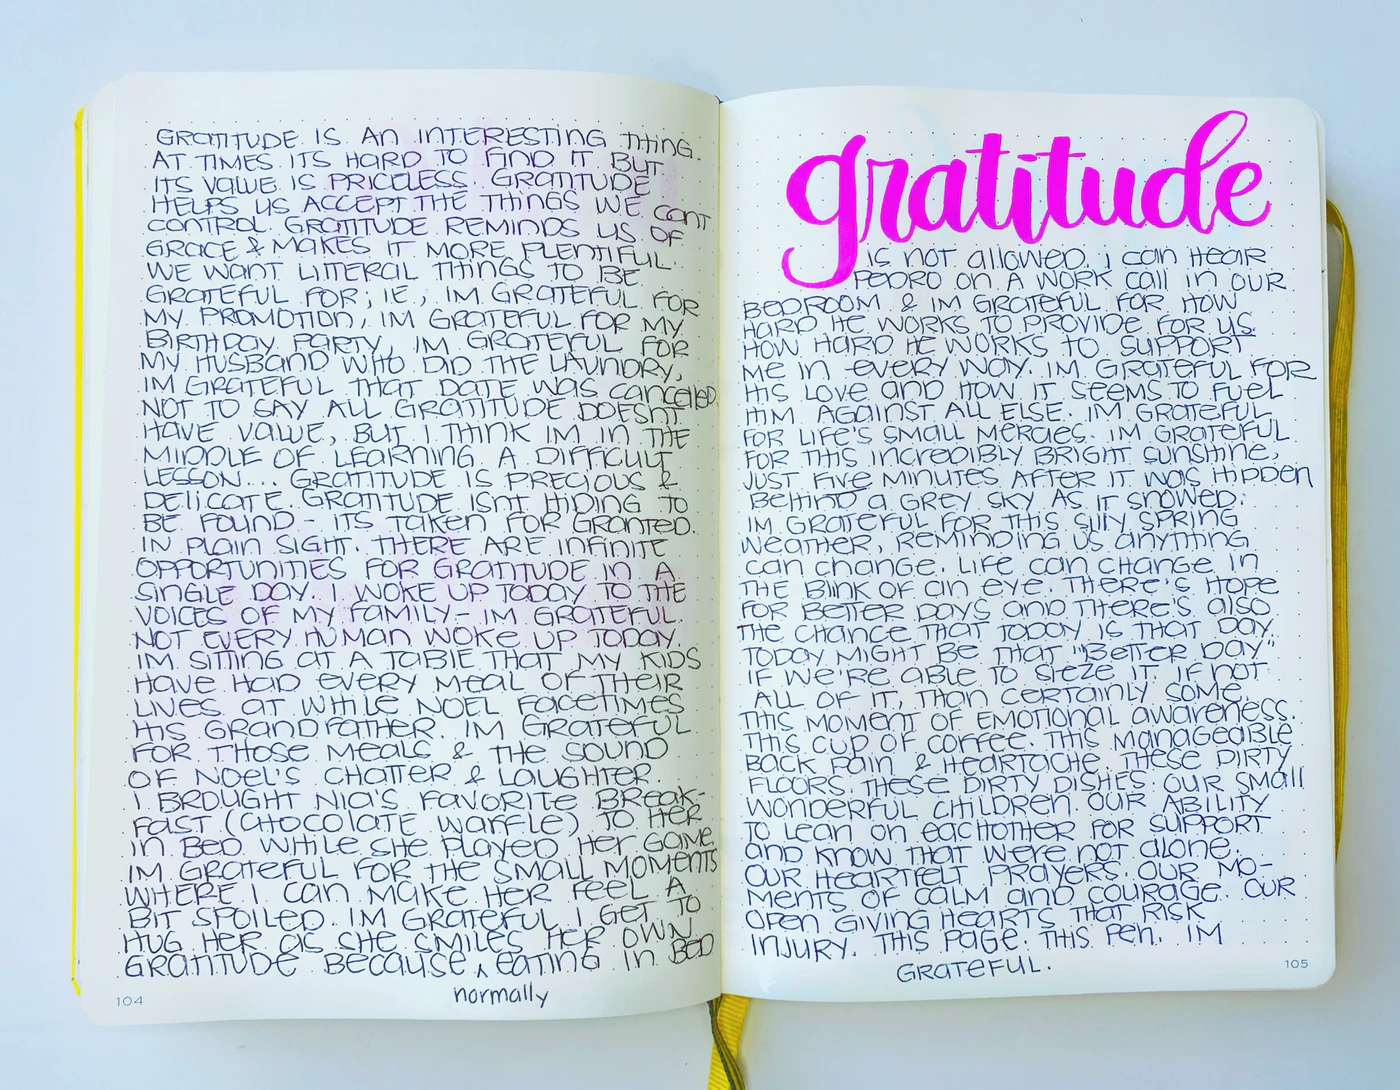 GRATITUDE IS AN INTERESTING THING.
AT TIMES ITS HARD TO FIND IT BUT
ITS VALUE IS PRICELESS. GRATITUDE
HELPS US ACCEPT THE THINGS WE CANT
CONTROL. GRATITUDE REMINDS US OF
GRACE & MAKES IT MORE PLENTIFUL.
WE WANT LITERAL THINGS TO BE
GRATEFUL FOR; IE, IM GRATEFUL FOR
MY PROMOTION, IM GRATEFUL FOR MY
BIRTHDAY PARTY, IM GRATEFUL FOR
MY HUSBAND WHO DID THE LAUNDRY,
IM GRATEFUL THAT DATE WAS CANCELLED.
NOT TO SAY ALL GRATITUDE DOESNT
HAVE VALUE, BUT I THINK IM IN THE
MIDDLE OF LEARNING A DIFFICULT
LESSON... GRATITUDE IS PRECIOUS &
DELICATE. GRATITUDE ISNT HIDING TO
BE FOUND - ITS TAKEN FOR GRANTED.
IN PLAIN SIGHT. THERE ARE INFINITE
OPPORTUNITIES FOR GRATITUDE IN A
SINGLE DAY. I WOKE UP TODAY TO THE
VOICES OF MY FAMILY - IM GRATEFUL
NOT EVERY HUMAN WOKE UP TODAY.
IM SITTING AT A TABLE THAT MY KIDS
HAVE HAD EVERY MEAL OF THEIR
LIVES AT WHILE NOEL FACETIMES
HIS GRANDFATHER. IM GRATEFUL
FOR THOSE MEALS & THE SOUND
OF NOEL'S CHATTER & LAUGHTER.
I BROUGHT NIA'S FAVORITE BREAK-
FAST (CHOCOLATE WAFFLE) TO HER
IN BED WHILE SHE PLAYED HER GAME.
IM GRATEFUL FOR THE SMALL MOMENTS
WHERE I CAN MAKE HER FEEL A
BIT SPOILED. IM GRATEFUL I GET TO
HUG HER AS SHE SMILES HER OWN
GRATITUDE BECAUSE ^ EATING IN BED
normally
104
gratitude
IS NOT ALLOWED. I CAN HEAR
PEDRO ON A WORK CALL IN OUR
BEDROOM & IM GRATEFUL FOR HOW
HARD HE WORKS TO PROVIDE FOR US.
HOW HARD HE WORKS TO SUPPORT
ME IN EVERY WAY. IM GRATEFUL FOR
HIS LOVE AND HOW IT SEEMS TO FUEL
HIM AGAINST ALL ELSE. IM GRATEFUL
FOR LIFE'S SMALL MERCIES. IM GRATEFUL
FOR THIS INCREDIBLY BRIGHT SUNSHINE,
JUST FIVE MINUTES AFTER IT WAS HIDDEN
BEHIND A GREY SKY AS IT SNOWED.
IM GRATEFUL FOR THIS SILLY SPRING
WEATHER, REMINDING US ANYTHING
CAN CHANGE. LIFE CAN CHANGE IN
THE BLINK OF AN EYE. THERE'S HOPE
FOR BETTER DAYS AND THERE'S ALSO
THE CHANCE THAT TODAY IS THAT DAY.
TODAY MIGHT BE THAT "BETTER DAY"
IF WE'RE ABLE TO SIEZE IT. IF NOT
ALL OF IT, THAN CERTAINLY SOME.
THIS MOMENT OF EMOTIONAL AWARENESS.
THIS CUP OF COFFEE. THIS MANAGEABLE
BACK PAIN & HEARTACHE. THESE DIRTY
FLOORS. THESE DIRTY DISHES. OUR SMALL
WONDERFUL CHILDREN. OUR ABILITY
TO LEAN ON EACHOTHER FOR SUPPORT
AND KNOW THAT WERE NOT ALONE.
OUR HEARTFELT PRAYERS. OUR MO-
MENTS OF CALM AND COURAGE. OUR
OPEN GIVING HEARTS THAT RISK
INJURY. THIS PAGE. THIS PEN. IM
GRATEFUL.
105